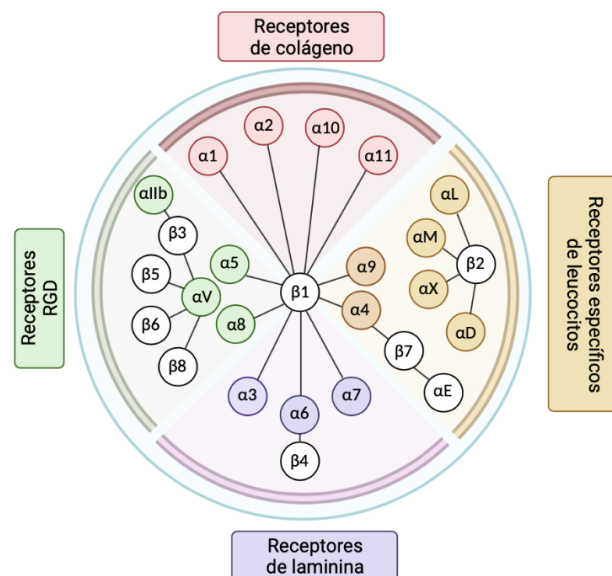 Receptores
de colágeno
α1
α2
α10
α11
αIIb
β3
β5
αV
β6
β8
α5
α8
β1
α9
α4
β7
αE
αL
αM
β2
αX
αD
α3
α6
α7
β4
Receptores
RGD
Receptores específicos
de leucocitos
Receptores
de laminina